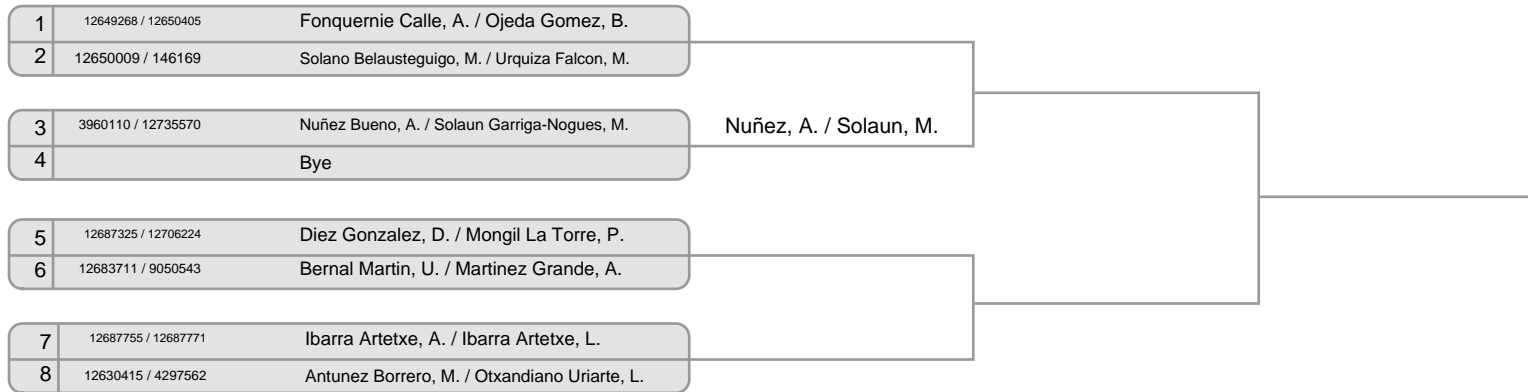 1 12649268 / 12650405 Fonquernie Calle, A. / Ojeda Gomez, B.
2 12650009 / 146169 Solano Belausteguigo, M. / Urquiza Falcon, M.
3 3960110 / 12735570 Nuñez Bueno, A. / Solaun Garriga-Nogues, M. Nuñez, A. / Solaun, M.
4 Bye
5 12687325 / 12706224 Diez Gonzalez, D. / Mongil La Torre, P.
6 12683711 / 9050543 Bernal Martin, U. / Martinez Grande, A.
7 12687755 / 12687771 Ibarra Artetxe, A. / Ibarra Artetxe, L.
8 12630415 / 4297562 Antunez Borrero, M. / Otxandiano Uriarte, L.